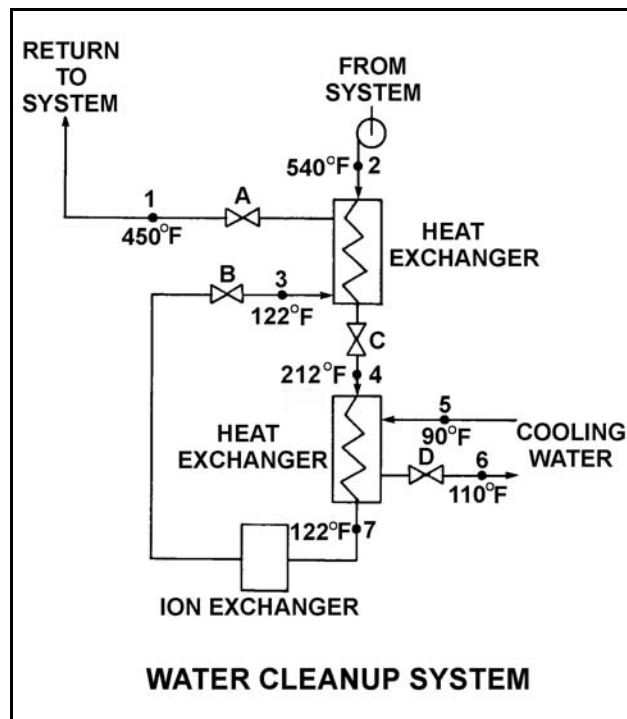 RETURN
TO
SYSTEM
FROM
SYSTEM
540°F 2
1
A
450°F
HEAT
EXCHANGER
B
3
122°F
C
212°F 4
HEAT
EXCHANGER
5
90°F
COOLING
WATER
D
6
110°F
122°F 7
ION EXCHANGER
WATER CLEANUP SYSTEM